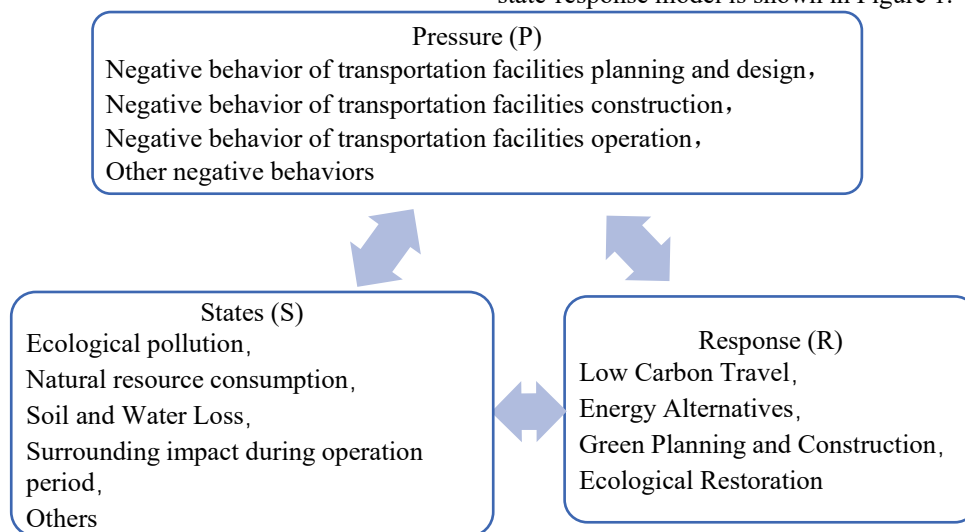 state-response model is shown in Figure 1.
Pressure (P)
Negative behavior of transportation facilities planning and design，
Negative behavior of transportation facilities construction，
Negative behavior of transportation facilities operation，
Other negative behaviors
States (S)
Ecological pollution，
Natural resource consumption，
Soil and Water Loss，
Surrounding impact during operation
period，
Others
Response (R)
Low Carbon Travel，
Energy Alternatives，
Green Planning and Construction，
Ecological Restoration